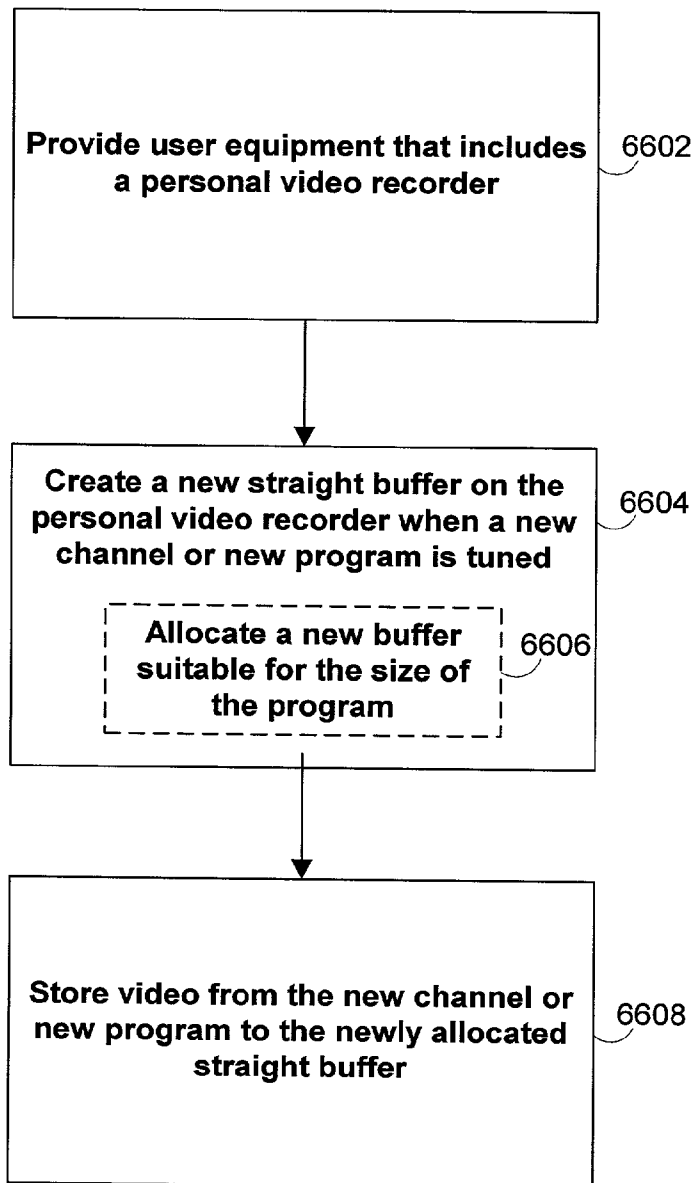 Provide user equipment that includes
a personal video recorder
6602
Create a new straight buffer on the
personal video recorder when a new
channel or new program is tuned
6604
Allocate a new buffer
suitable for the size of
the program
6606
Store video from the new channel or
new program to the newly allocated
straight buffer
6608